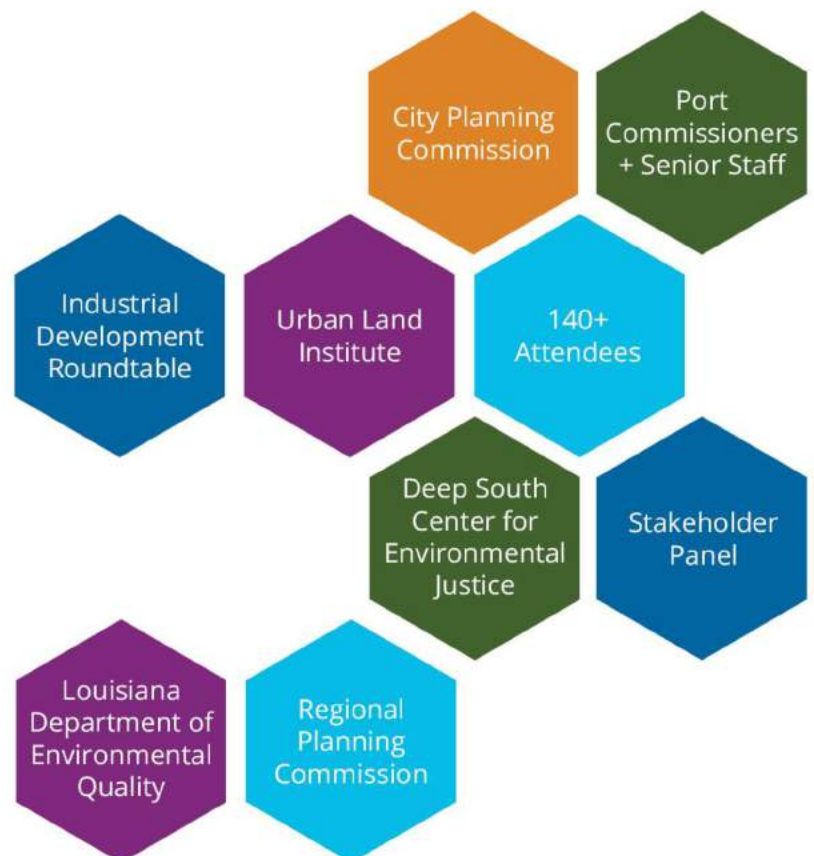 City Planning
Commission
Port
Commissioners
+ Senior Staff
Industrial
Development
Roundtable
Urban Land
Institute
140+
Attendees
Deep South
Center for
Environmental
Justice
Stakeholder
Panel
Louisiana
Department of
Environmental
Quality
Regional
Planning
Commission